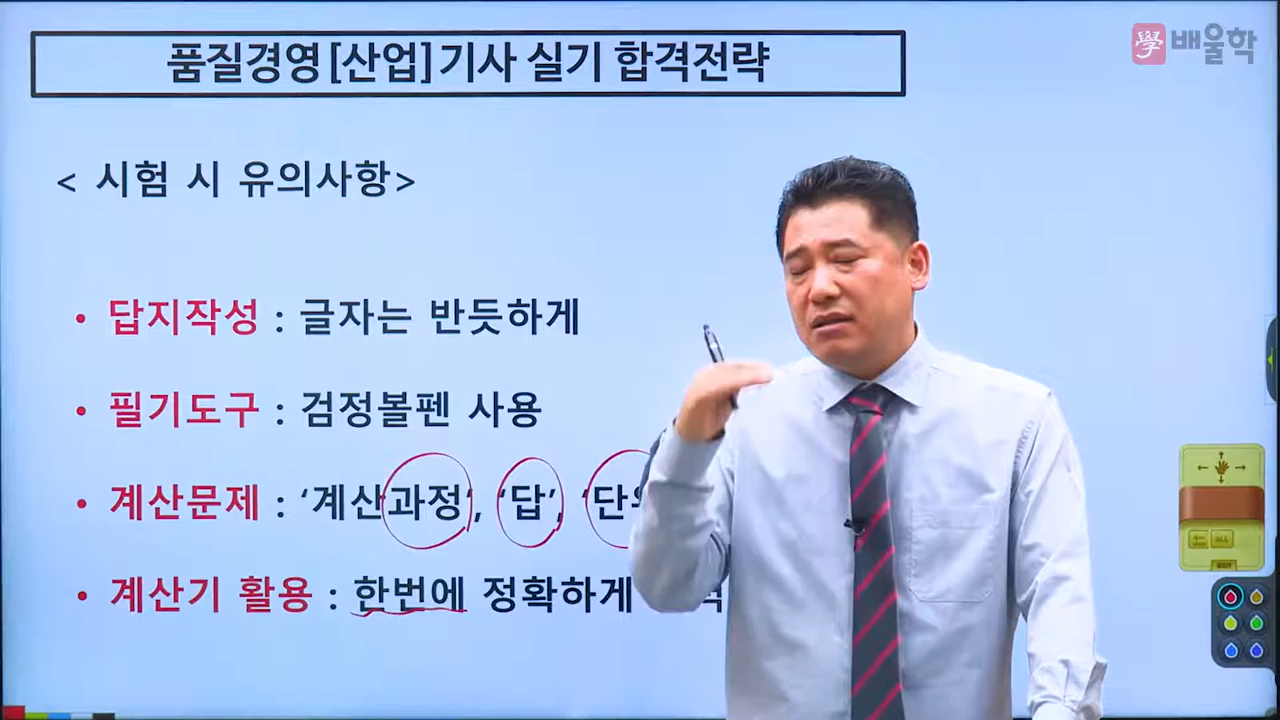 품질경영[산업]기사 실기 합격전략
學 배울학
< 시험 시 유의사항>
• 답지작성 : 글자는 반듯하게
• 필기도구 : 검정볼펜 사용
• 계산문제 : ‘계산과정’, ‘답’, ‘단
• 계산기 활용 : 한번에 정확하게
ALL